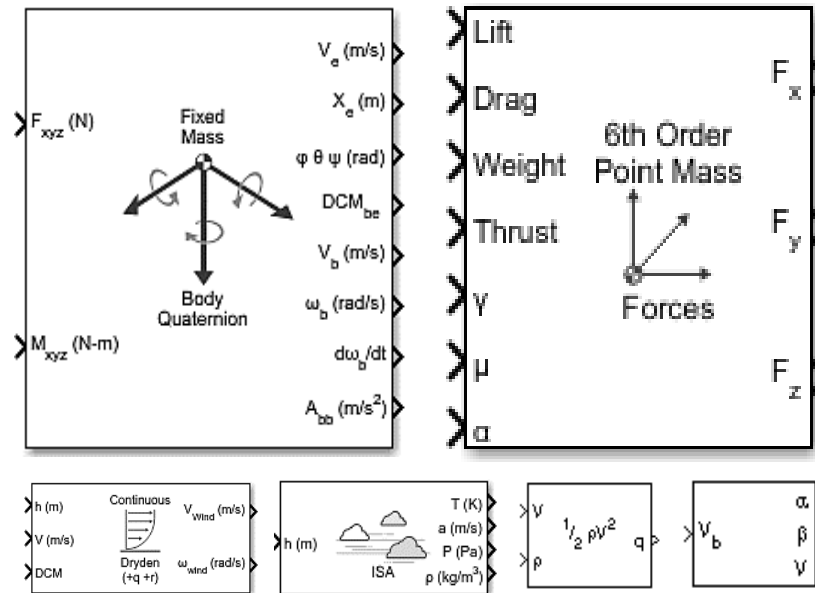 V_e (m/s)
F_xyz (N)
X_e (m)
Fixed
Mass
φ θ ψ (rad)
DCM_be
V_b (m/s)
ω_b (rad/s)
Body
Quaternion
M_xyz (N-m)
dω_b/dt
A_bb (m/s²)
Lift
Drag
Weight
Thrust
γ
μ
α
6th Order
Point Mass
Forces
F_x
F_y
F_z
h (m)
V (m/s)
DCM
Continuous
Dryden
(+q +r)
V_Wind (m/s)
ω_wind (rad/s)
h (m)
ISA
T (K)
a (m/s)
P (Pa)
ρ (kg/m³)
V
ρ
1/2 ρV²
q
V_b
α
β
V